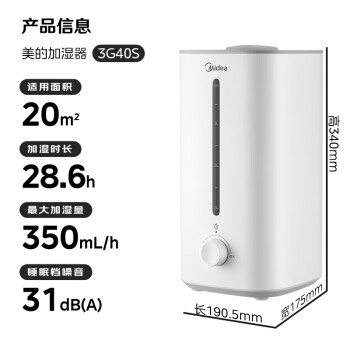 产品信息
美的加湿器 3G40S
适用面积
20m²
加湿时长
28.6h
最大加湿量
350mL/h
睡眠档噪音
31dB(A)
Midea
高340mm
长190.5mm
宽175mm